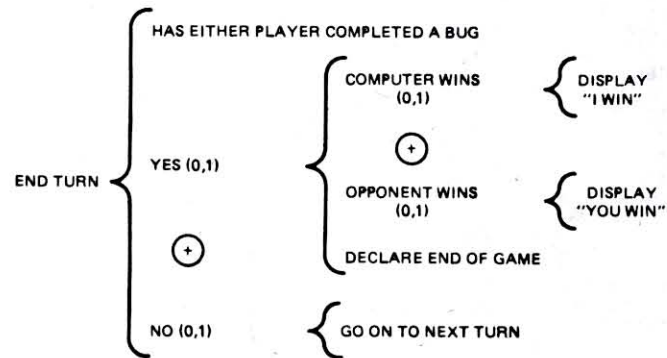 HAS EITHER PLAYER COMPLETED A BUG
COMPUTER WINS
(0,1)
DISPLAY
"I WIN"
+
END TURN
YES (0,1)
OPPONENT WINS
(0,1)
DISPLAY
"YOU WIN"
+
DECLARE END OF GAME
NO (0,1)
GO ON TO NEXT TURN